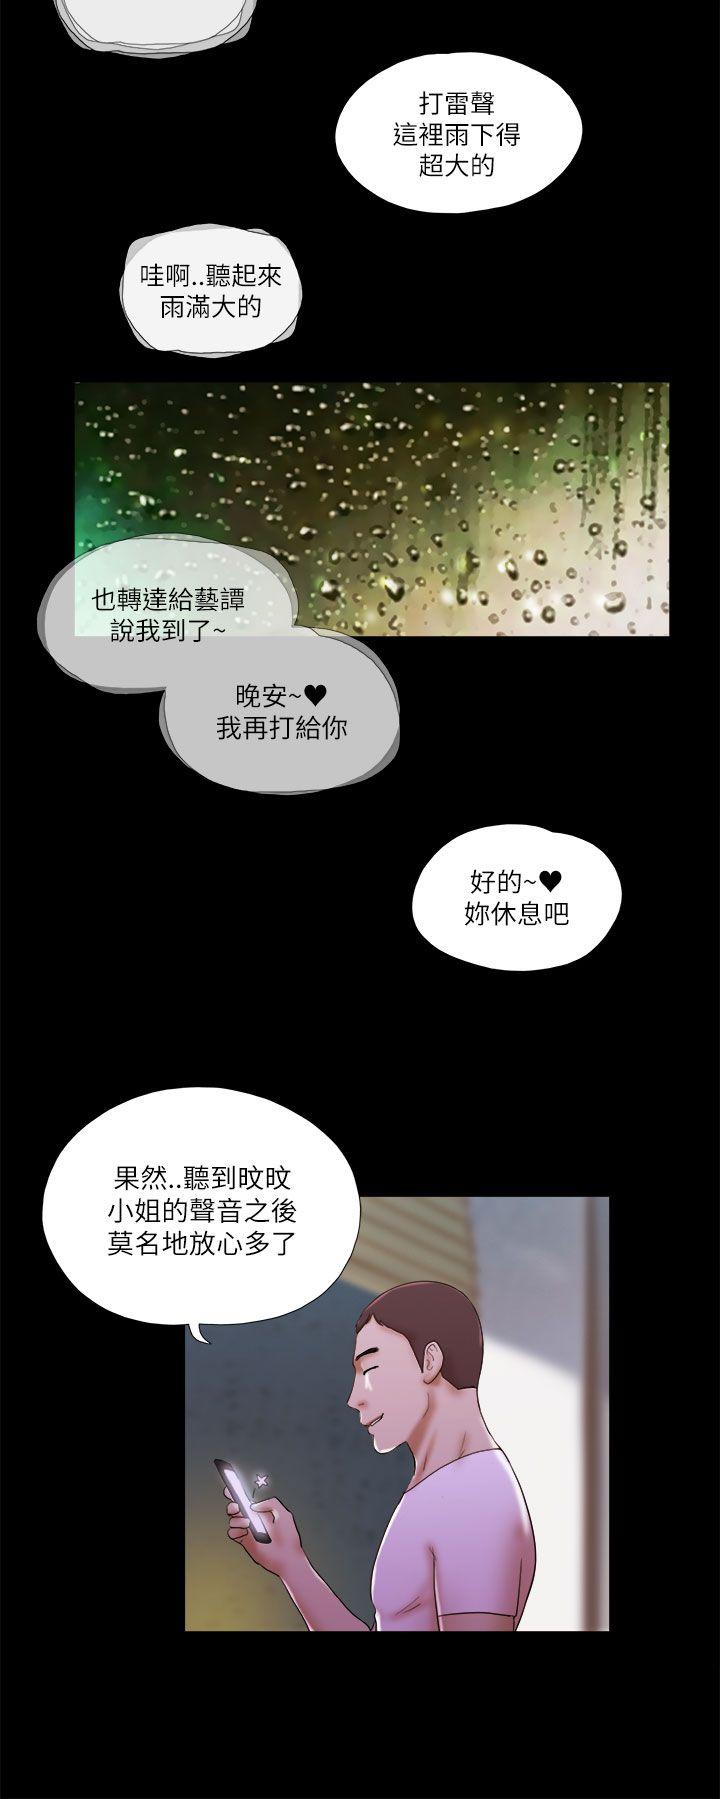 打雷聲
這裡雨下得
超大的
哇啊..聽起來
雨滿大的
也轉達給藝譚
說我到了~
晚安~♥
我再打給你
好的~♥
妳休息吧
果然..聽到旼旼
小姐的聲音之後
莫名地放心多了